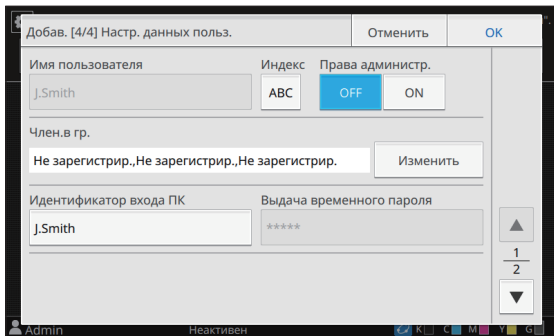 Добав. [4/4] Настр. данных польз.
Отменить
OK
Имя пользователя
Индекс
Права администр.
J.Smith
ABC
OFF
ON
Член.в гр.
Не зарегистрир.,Не зарегистрир.,Не зарегистрир.
Изменить
Идентификатор входа ПК
Выдача временного пароля
J.Smith
*****
1
2
Admin
Неактивен
K
C
M
Y
G